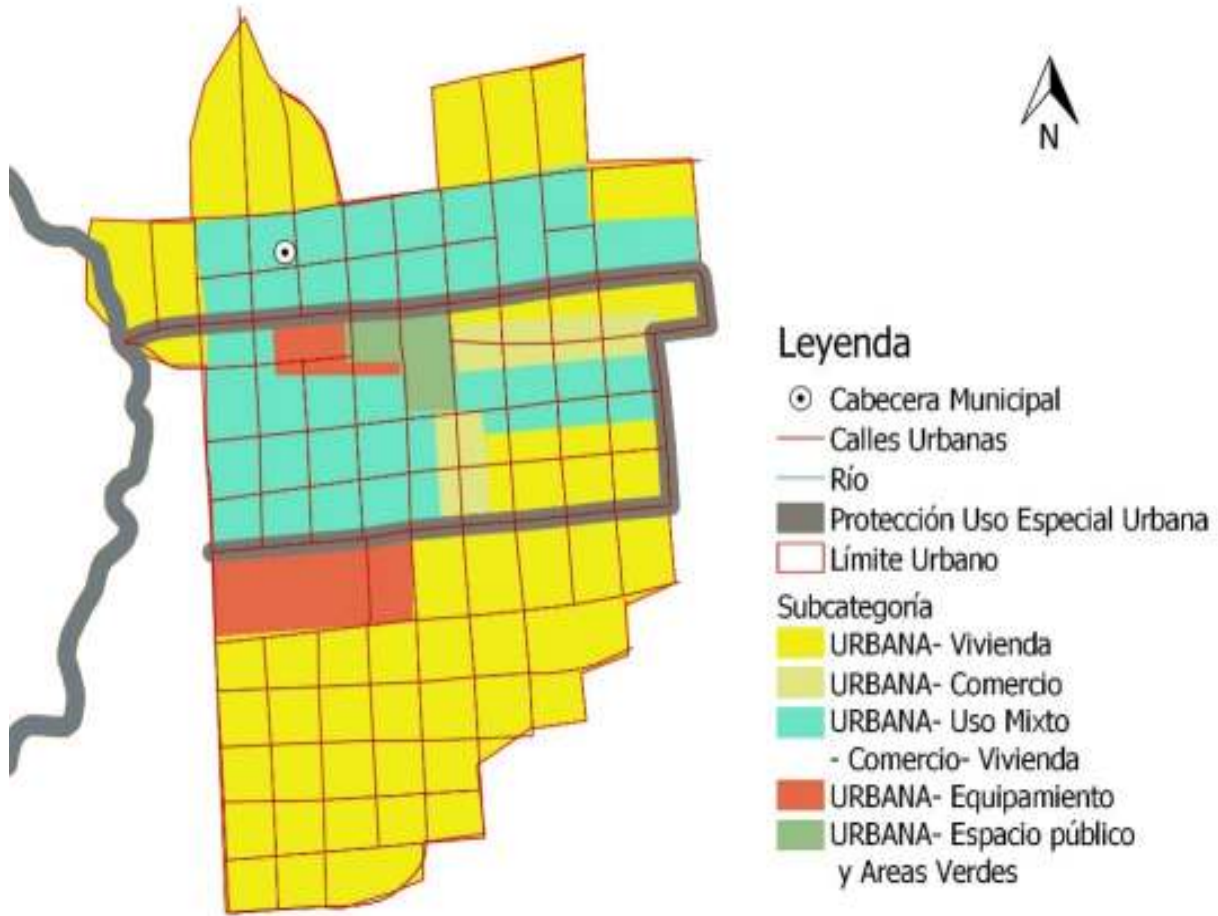 N
Leyenda
Cabecera Municipal
Calles Urbanas
Río
Protección Uso Especial Urbana
Límite Urbano
Subcategoría
URBANA- Vivienda
URBANA- Comercio
URBANA- Uso Mixto
- Comercio- Vivienda
URBANA- Equipamiento
URBANA- Espacio público
y Areas Verdes